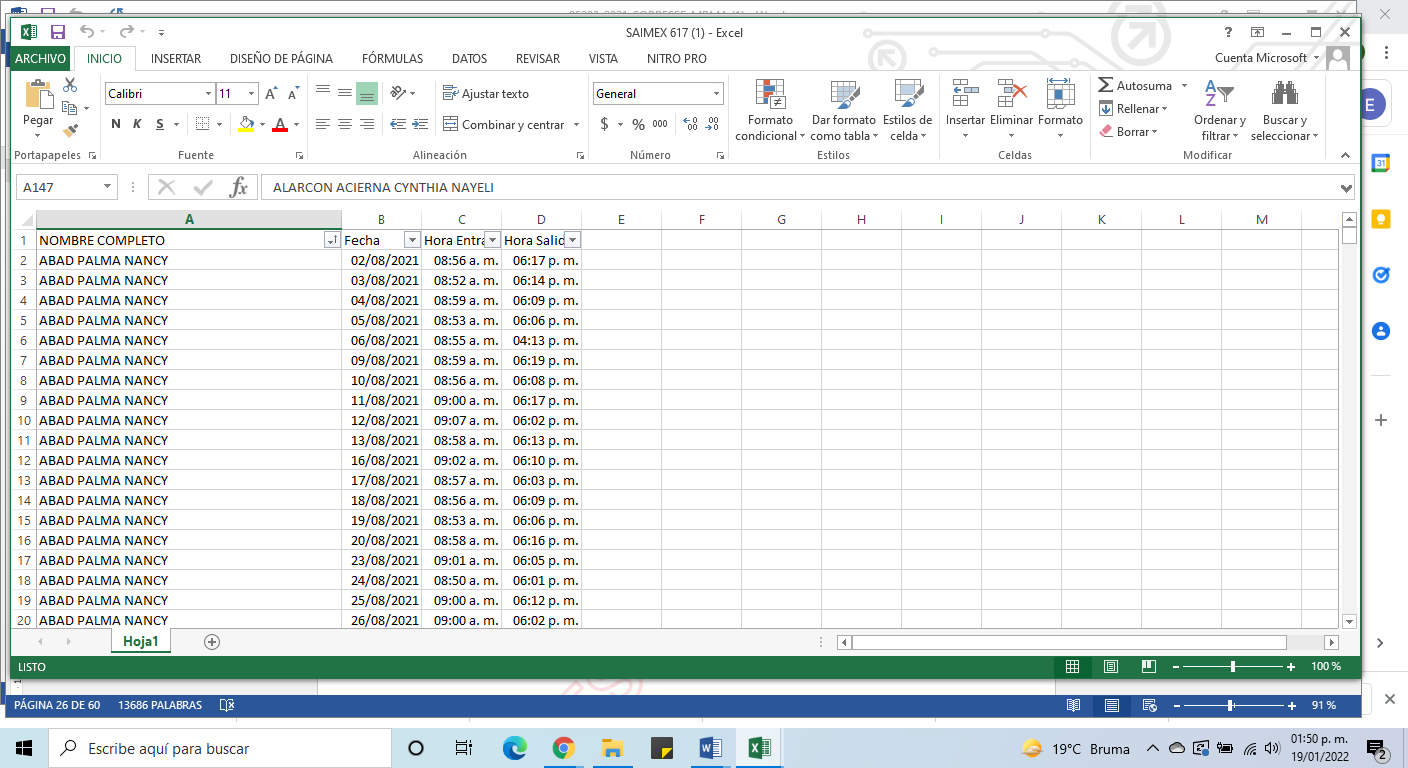 SAIMEX 617 (1) - Excel
ARCHIVO INICIO INSERTAR DISEÑO DE PÁGINA FÓRMULAS DATOS REVISAR VISTA NITRO PRO Cuenta Microsoft
Pegar
Portapapeles
Calibri 11
N K S
Fuente
Ajustar texto
Combinar y centrar
Alineación
General
$ % 000
Número
Formato condicional
Dar formato como tabla
Estilos de celda
Estilos
Insertar Eliminar Formato
Celdas
Autosuma
Rellenar
Borrar
Ordenar y filtrar
Buscar y seleccionar
Modificar
E
31
A147 fx ALARCON ACIERNA CYNTHIA NAYELI
A B C D E F G H I J K L M
1 NOMBRE COMPLETO Fecha Hora Entra Hora Salid
2 ABAD PALMA NANCY 02/08/2021 08:56 a. m. 06:17 p. m.
3 ABAD PALMA NANCY 03/08/2021 08:52 a. m. 06:14 p. m.
4 ABAD PALMA NANCY 04/08/2021 08:59 a. m. 06:09 p. m.
5 ABAD PALMA NANCY 05/08/2021 08:53 a. m. 06:06 p. m.
6 ABAD PALMA NANCY 06/08/2021 08:55 a. m. 04:13 p. m.
7 ABAD PALMA NANCY 09/08/2021 08:59 a. m. 06:19 p. m.
8 ABAD PALMA NANCY 10/08/2021 08:56 a. m. 06:08 p. m.
9 ABAD PALMA NANCY 11/08/2021 09:00 a. m. 06:17 p. m.
10 ABAD PALMA NANCY 12/08/2021 09:07 a. m. 06:02 p. m.
11 ABAD PALMA NANCY 13/08/2021 08:58 a. m. 06:13 p. m.
12 ABAD PALMA NANCY 16/08/2021 09:02 a. m. 06:10 p. m.
13 ABAD PALMA NANCY 17/08/2021 08:57 a. m. 06:03 p. m.
14 ABAD PALMA NANCY 18/08/2021 08:56 a. m. 06:09 p. m.
15 ABAD PALMA NANCY 19/08/2021 08:53 a. m. 06:06 p. m.
16 ABAD PALMA NANCY 20/08/2021 08:58 a. m. 06:16 p. m.
17 ABAD PALMA NANCY 23/08/2021 09:01 a. m. 06:05 p. m.
18 ABAD PALMA NANCY 24/08/2021 08:50 a. m. 06:01 p. m.
19 ABAD PALMA NANCY 25/08/2021 09:00 a. m. 06:12 p. m.
20 ABAD PALMA NANCY 26/08/2021 09:00 a. m. 06:02 p. m.
Hoja1
LISTO 100 %
PÁGINA 26 DE 60 13686 PALABRAS 91 %
Escribe aquí para buscar 19°C Bruma 01:50 p. m.
19/01/2022 2